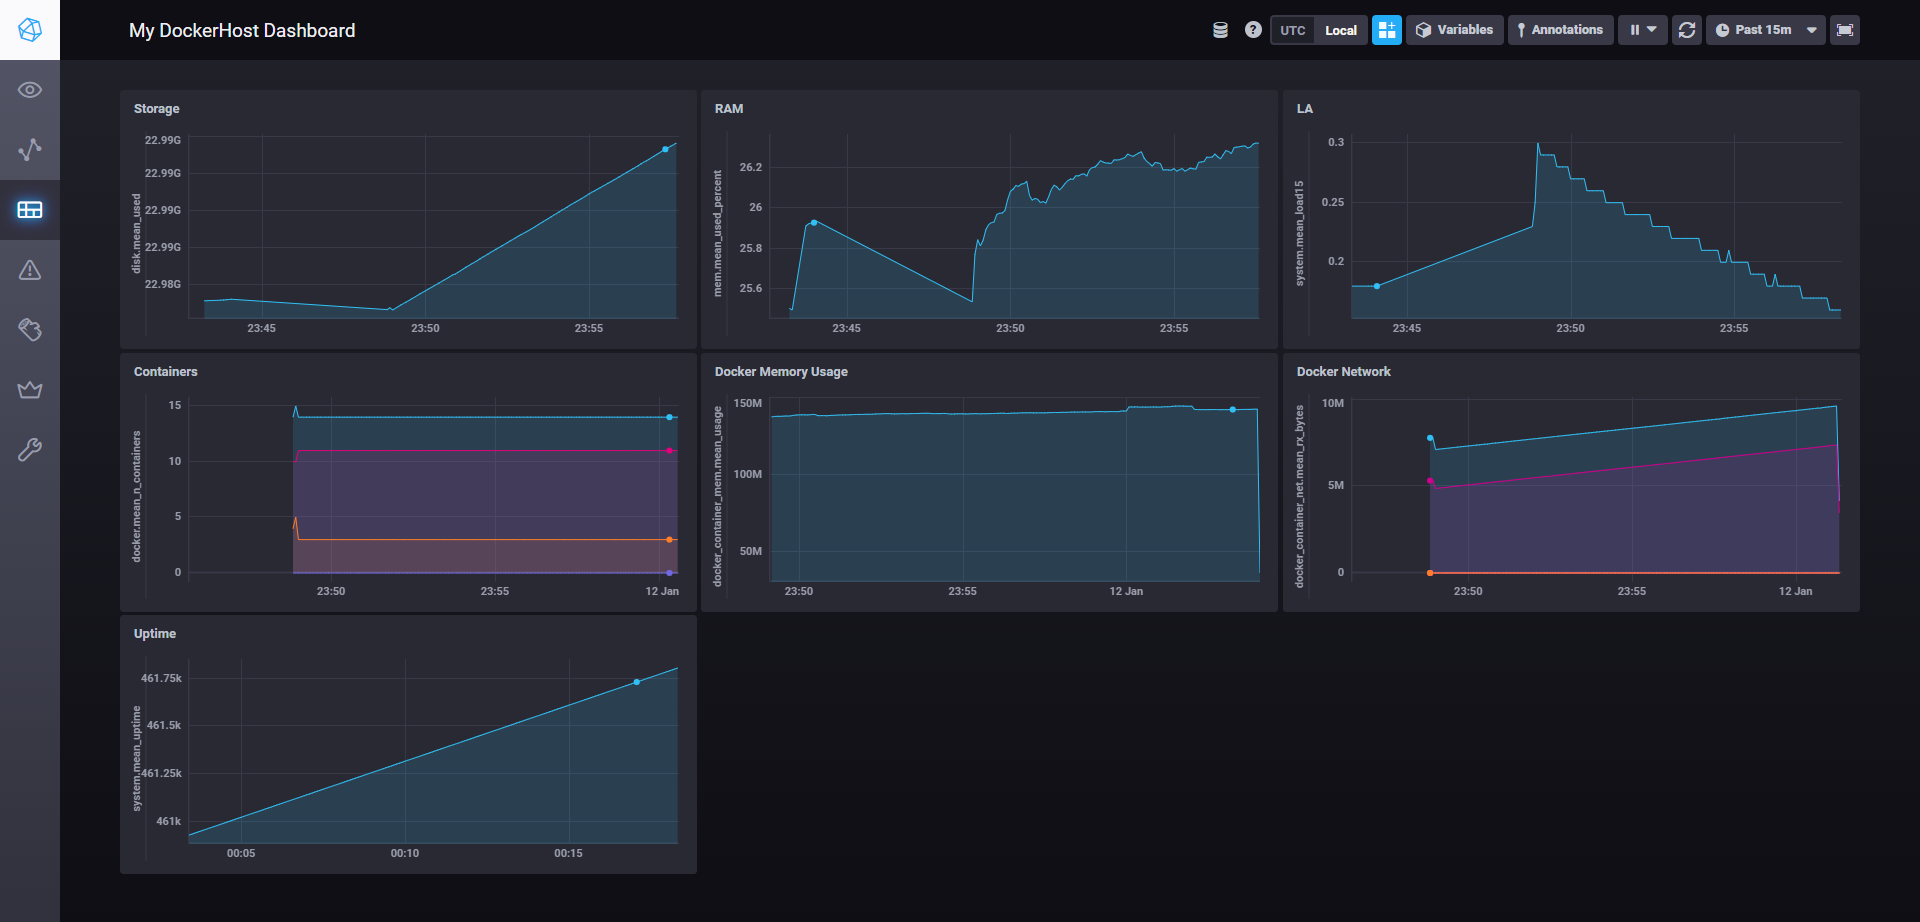 My DockerHost Dashboard
?
UTC Local
Variables
Annotations
Past 15m
Storage
disk.mean_used
22.99G
22.99G
22.99G
22.99G
22.98G
23:45 23:50 23:55
RAM
mem.mean_used_percent
26.2
26
25.8
25.6
23:45 23:50 23:55
LA
system.mean_load15
0.3
0.25
0.2
23:45 23:50 23:55
Containers
docker.mean_n_containers
15
10
5
0
23:50 23:55 12 Jan
Docker Memory Usage
docker_container_mem.mean_usage
150M
100M
50M
23:50 23:55 12 Jan
Docker Network
docker_container_net.mean_rx_bytes
10M
5M
0
23:50 23:55 12 Jan
Uptime
system.mean_uptime
461.75k
461.5k
461.25k
461k
00:05 00:10 00:15